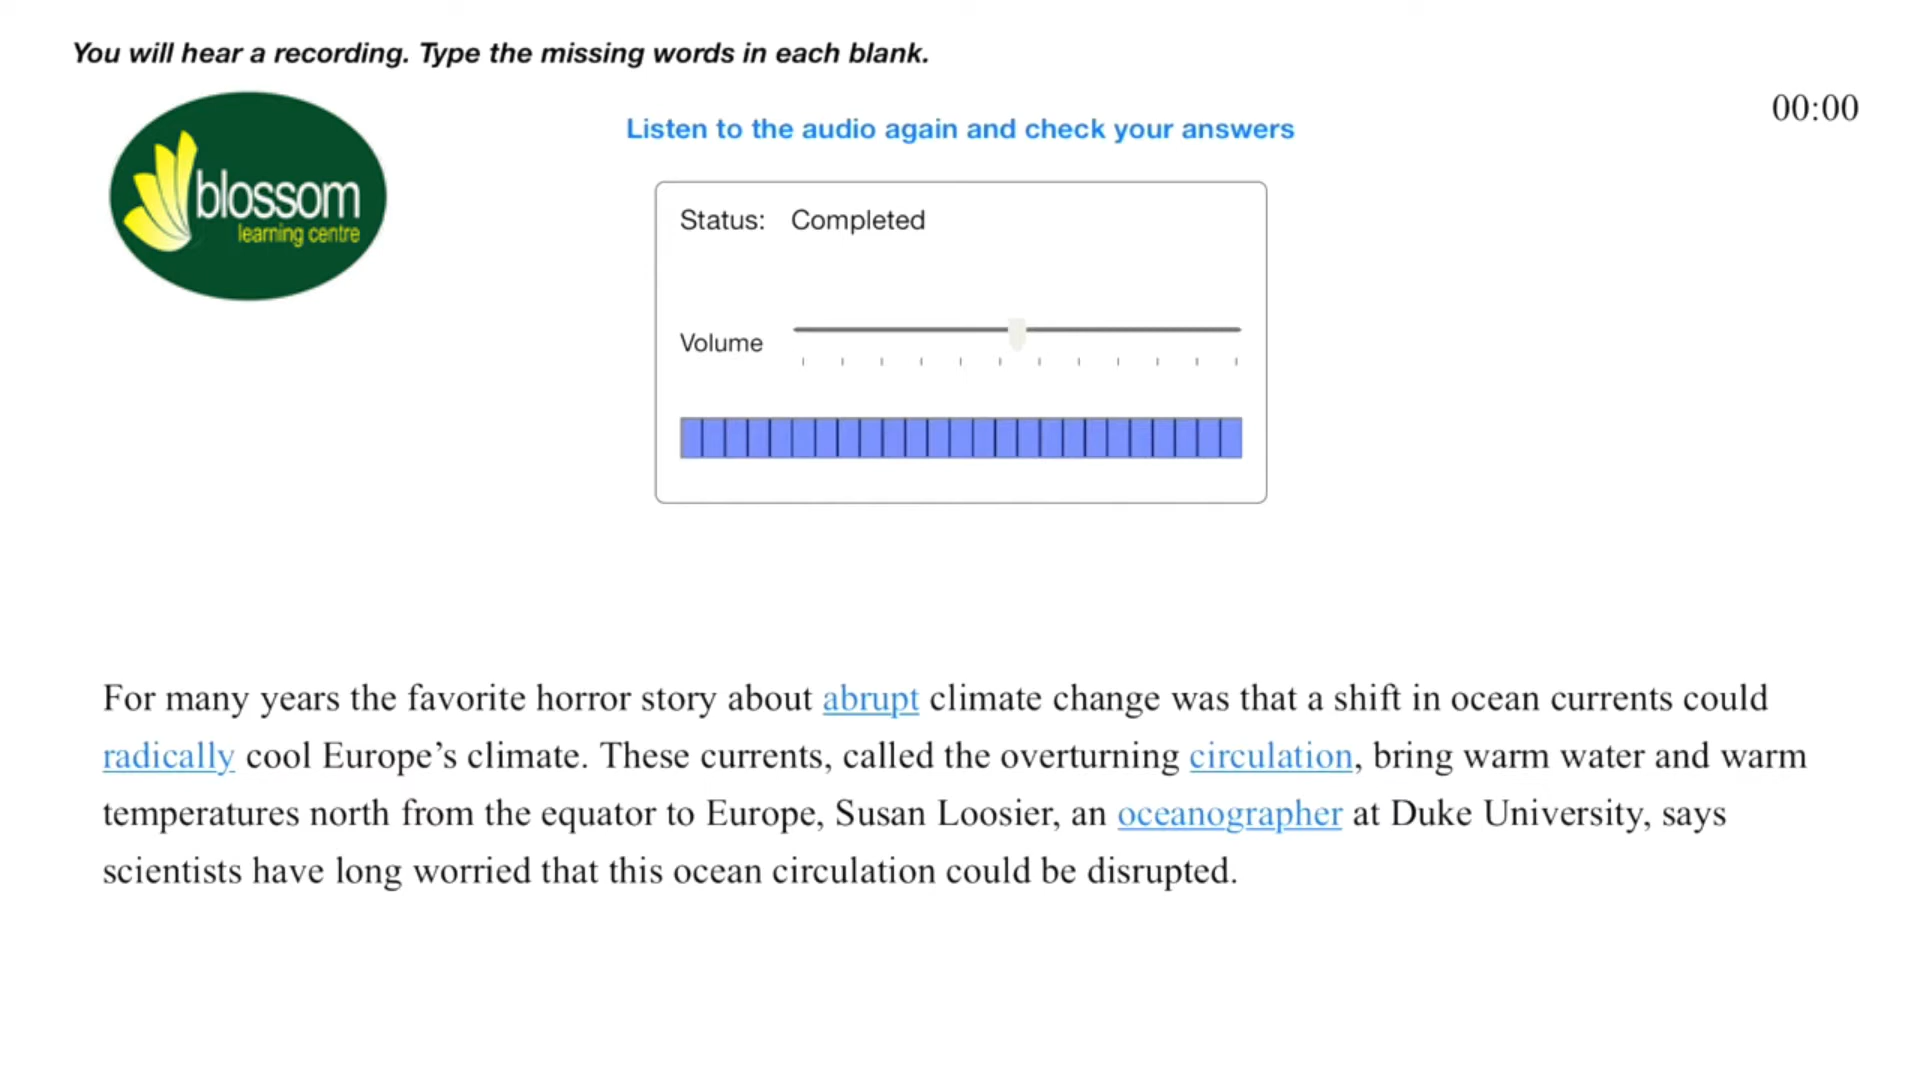 You will hear a recording. Type the missing words in each blank.
00:00
Listen to the audio again and check your answers
blossom
learning centre
Status: Completed
Volume
For many years the favorite horror story about abrupt climate change was that a shift in ocean currents could
radically cool Europe’s climate. These currents, called the overturning circulation, bring warm water and warm
temperatures north from the equator to Europe, Susan Loosier, an oceanographer at Duke University, says
scientists have long worried that this ocean circulation could be disrupted.